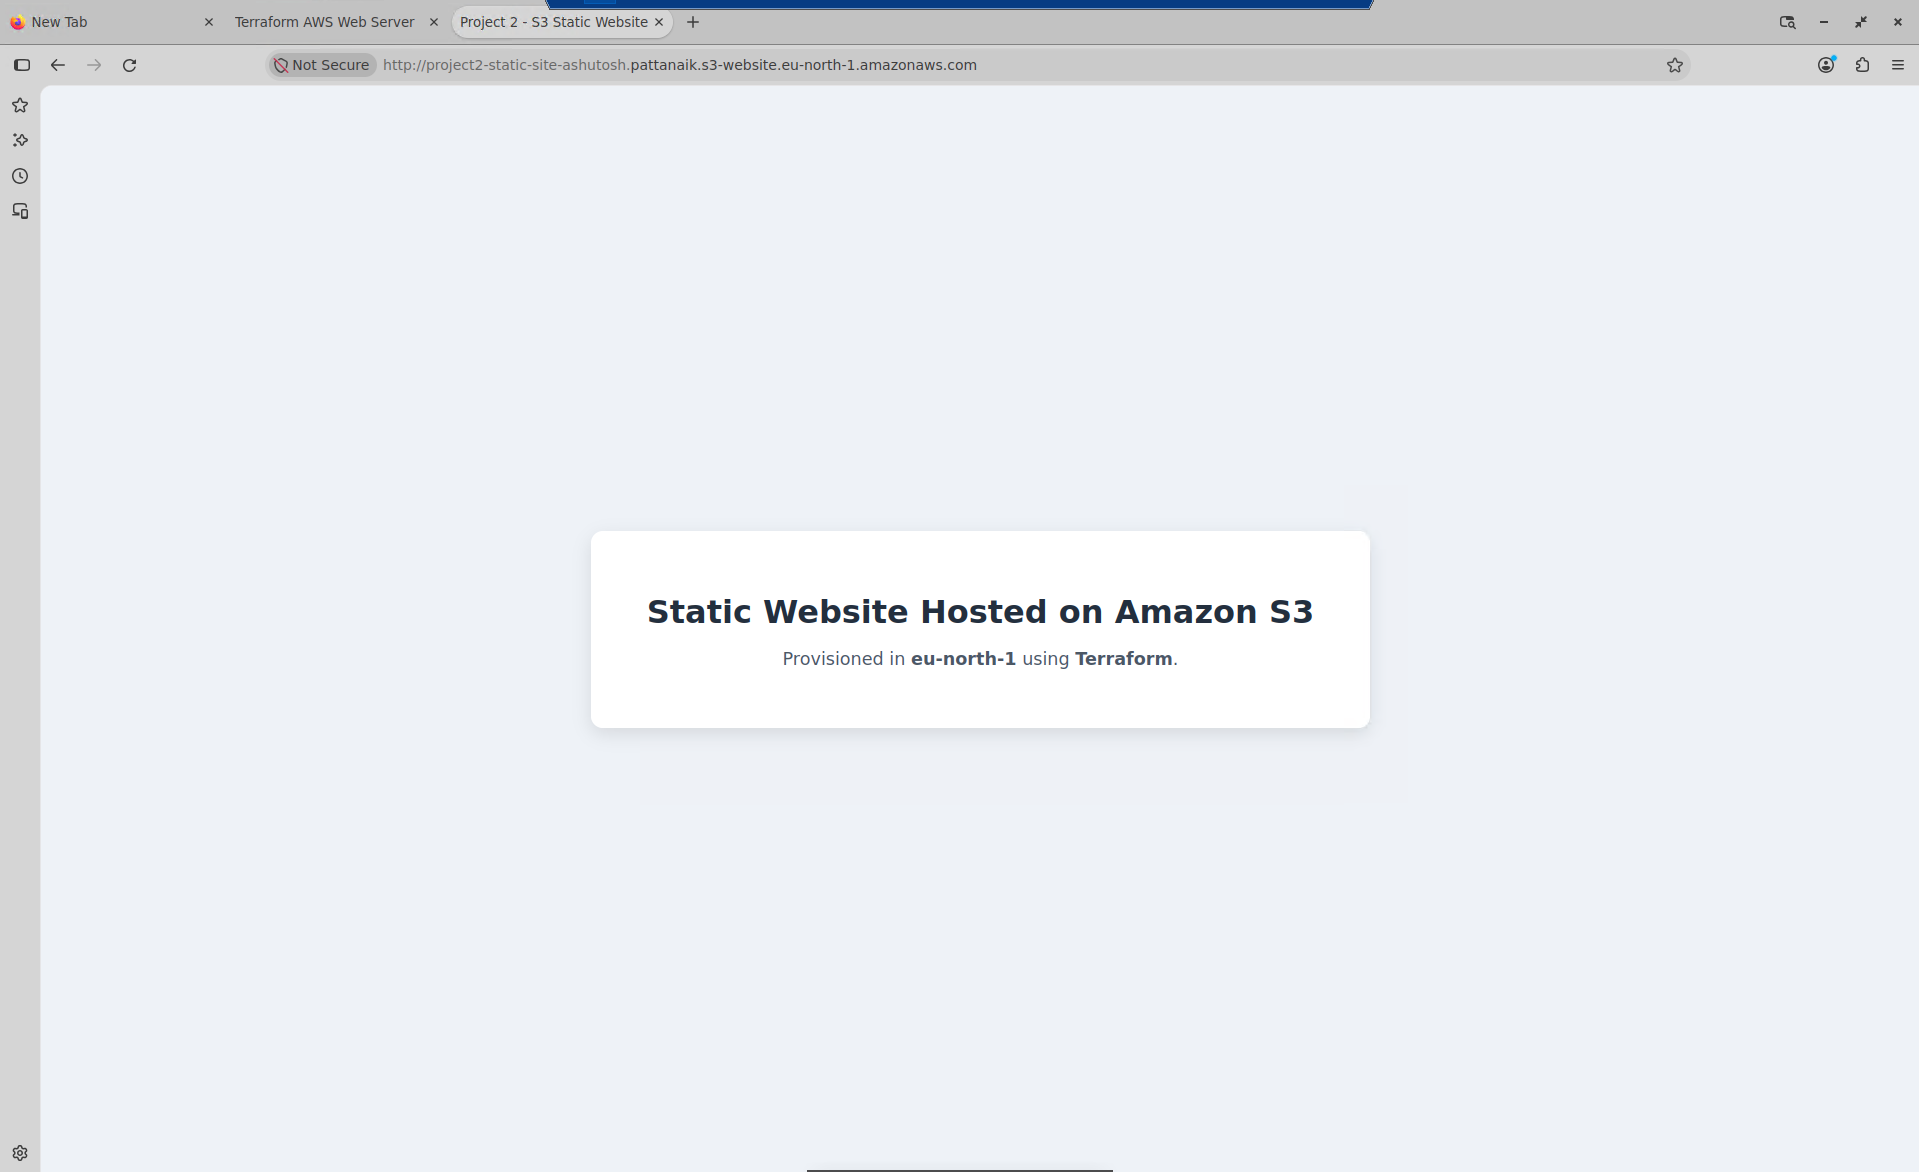 New Tab
Terraform AWS Web Server
Project 2 - S3 Static Website
Not Secure
http://project2-static-site-ashutosh.pattanaik.s3-website.eu-north-1.amazonaws.com
Static Website Hosted on Amazon S3
Provisioned in eu-north-1 using Terraform.